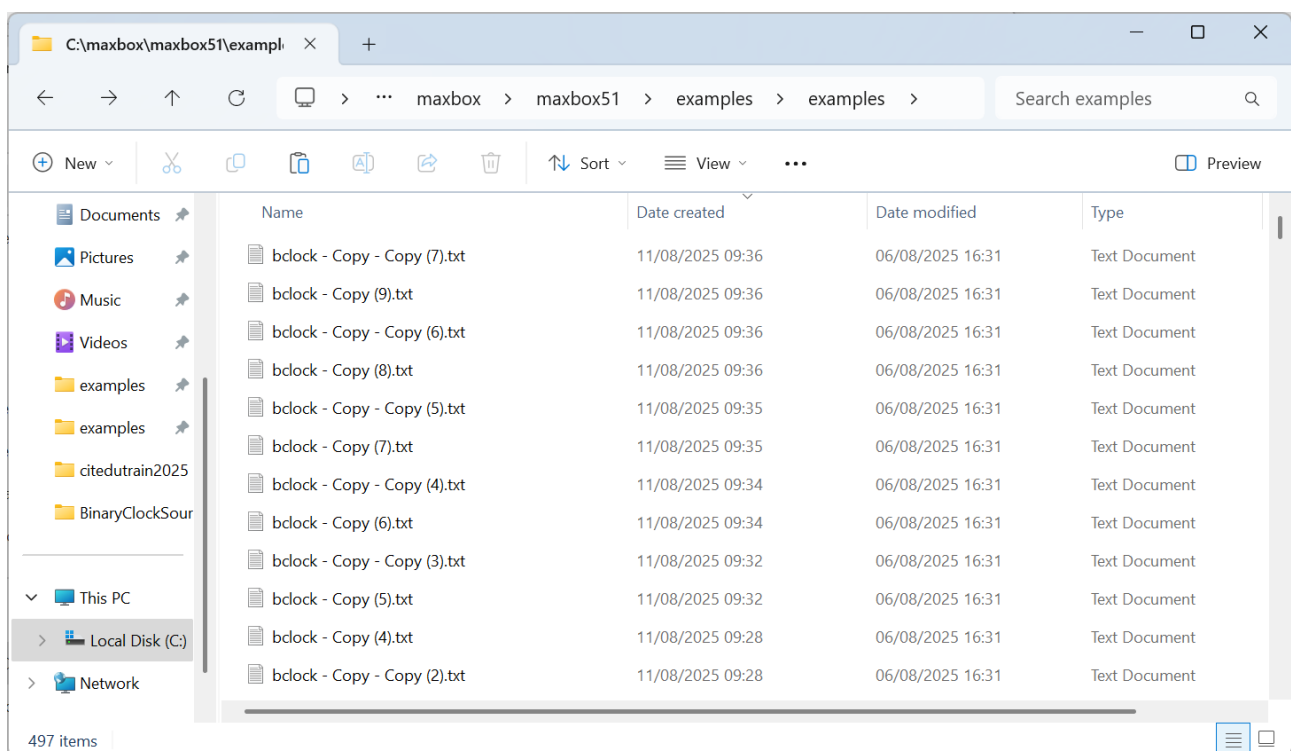 C:\maxbox\maxbox51\exampl
maxbox > maxbox51 > examples > examples >
Search examples
New
Sort
View
Preview
Documents
Pictures
Music
Videos
examples
examples
citedutrain2025
BinaryClockSour
This PC
Local Disk (C:)
Network
Name Date created Date modified Type
bclock - Copy - Copy (7).txt 11/08/2025 09:36 06/08/2025 16:31 Text Document
bclock - Copy (9).txt 11/08/2025 09:36 06/08/2025 16:31 Text Document
bclock - Copy - Copy (6).txt 11/08/2025 09:36 06/08/2025 16:31 Text Document
bclock - Copy (8).txt 11/08/2025 09:36 06/08/2025 16:31 Text Document
bclock - Copy - Copy (5).txt 11/08/2025 09:35 06/08/2025 16:31 Text Document
bclock - Copy (7).txt 11/08/2025 09:35 06/08/2025 16:31 Text Document
bclock - Copy - Copy (4).txt 11/08/2025 09:34 06/08/2025 16:31 Text Document
bclock - Copy (6).txt 11/08/2025 09:34 06/08/2025 16:31 Text Document
bclock - Copy - Copy (3).txt 11/08/2025 09:32 06/08/2025 16:31 Text Document
bclock - Copy (5).txt 11/08/2025 09:32 06/08/2025 16:31 Text Document
bclock - Copy (4).txt 11/08/2025 09:28 06/08/2025 16:31 Text Document
bclock - Copy - Copy (2).txt 11/08/2025 09:28 06/08/2025 16:31 Text Document
497 items